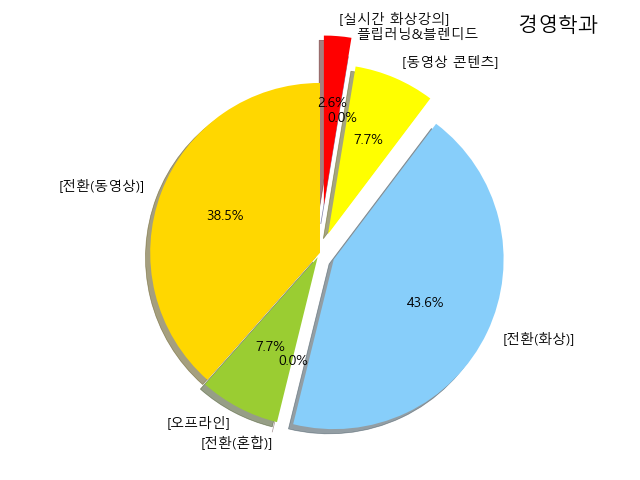 경영학과
[실시간 화상강의]
플립러닝&블렌디드
[동영상 콘텐츠]
2.6%
0.0%
7.7%
[전환(동영상)]
38.5%
43.6%
[전환(화상)]
7.7%
0.0%
[오프라인]
[전환(혼합)]